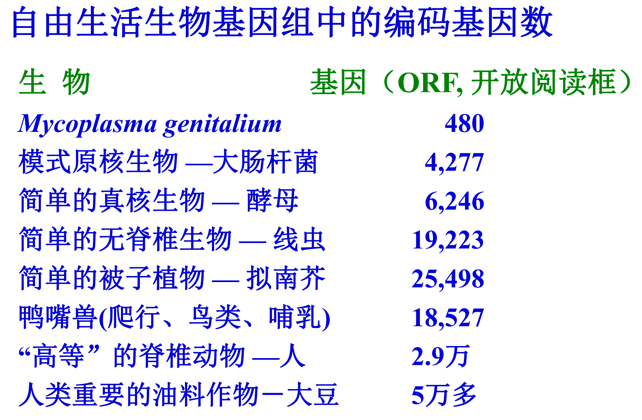 自由生活生物基因组中的编码基因数
生 物 基因（ORF, 开放阅读框）
Mycoplasma genitalium 480
模式原核生物 —大肠杆菌 4,277
简单的真核生物 — 酵母 6,246
简单的无脊椎生物 — 线虫 19,223
简单的被子植物 — 拟南芥 25,498
鸭嘴兽(爬行、鸟类、哺乳) 18,527
“高等”的脊椎动物 —人 2.9万
人类重要的油料作物－大豆 5万多